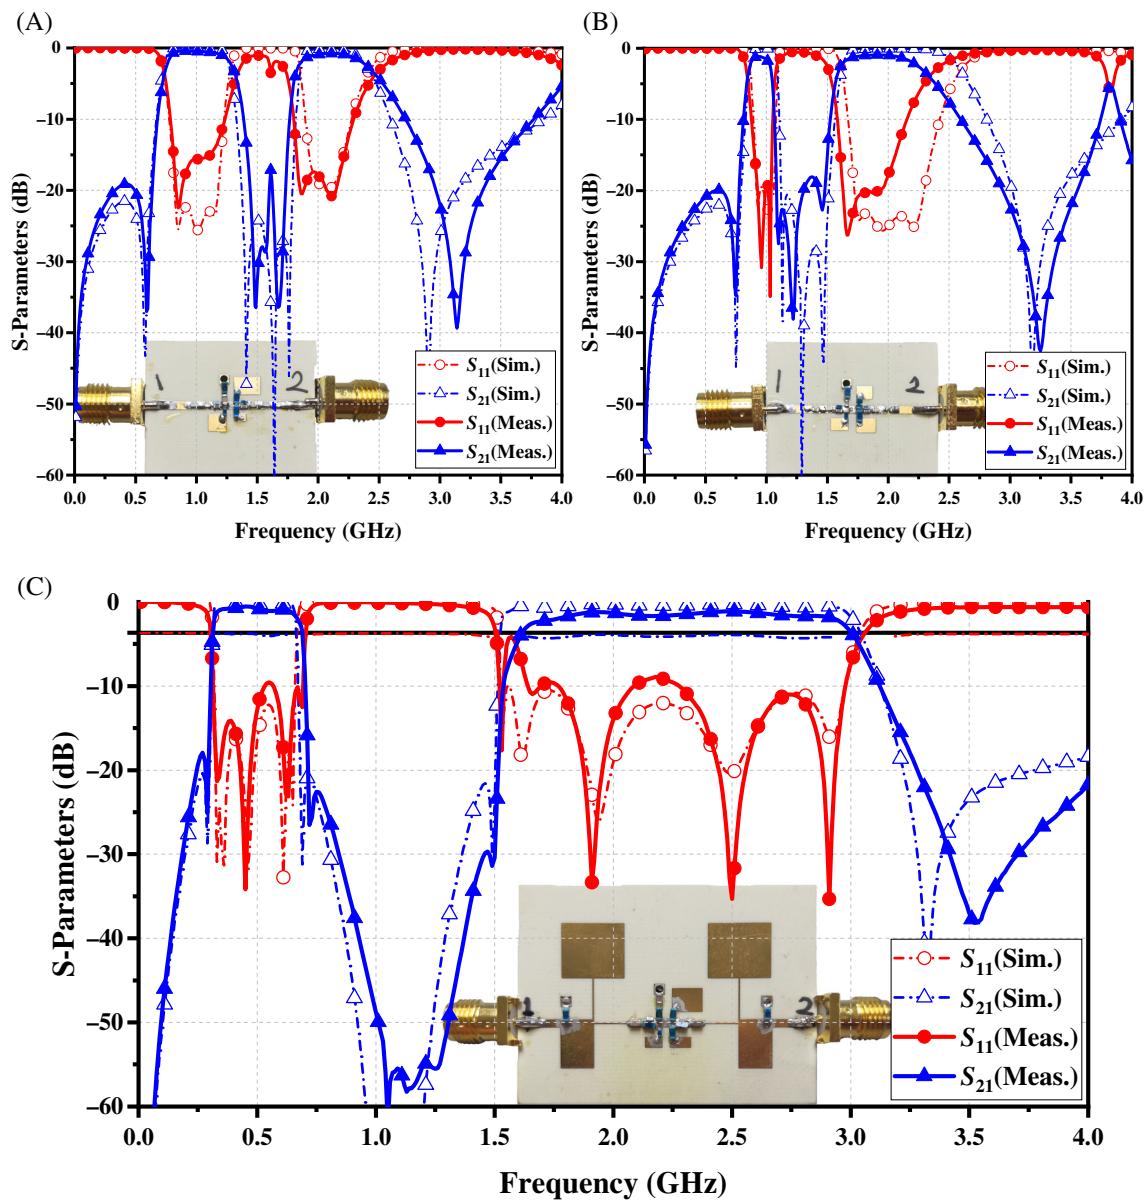 (A)
0
−10
−20
−30
−40
−50
−60
S-Parameters (dB)
1
2
S11(Sim.)
S21(Sim.)
S11(Meas.)
S21(Meas.)
0.0 0.5 1.0 1.5 2.0 2.5 3.0 3.5 4.0
Frequency (GHz)
(B)
0
−10
−20
−30
−40
−50
−60
S-Parameters (dB)
1
2
S11(Sim.)
S21(Sim.)
S11(Meas.)
S21(Meas.)
0.0 0.5 1.0 1.5 2.0 2.5 3.0 3.5 4.0
Frequency (GHz)
(C)
0
−10
−20
−30
−40
−50
−60
S-Parameters (dB)
1
2
S11(Sim.)
S21(Sim.)
S11(Meas.)
S21(Meas.)
0.0 0.5 1.0 1.5 2.0 2.5 3.0 3.5 4.0
Frequency (GHz)